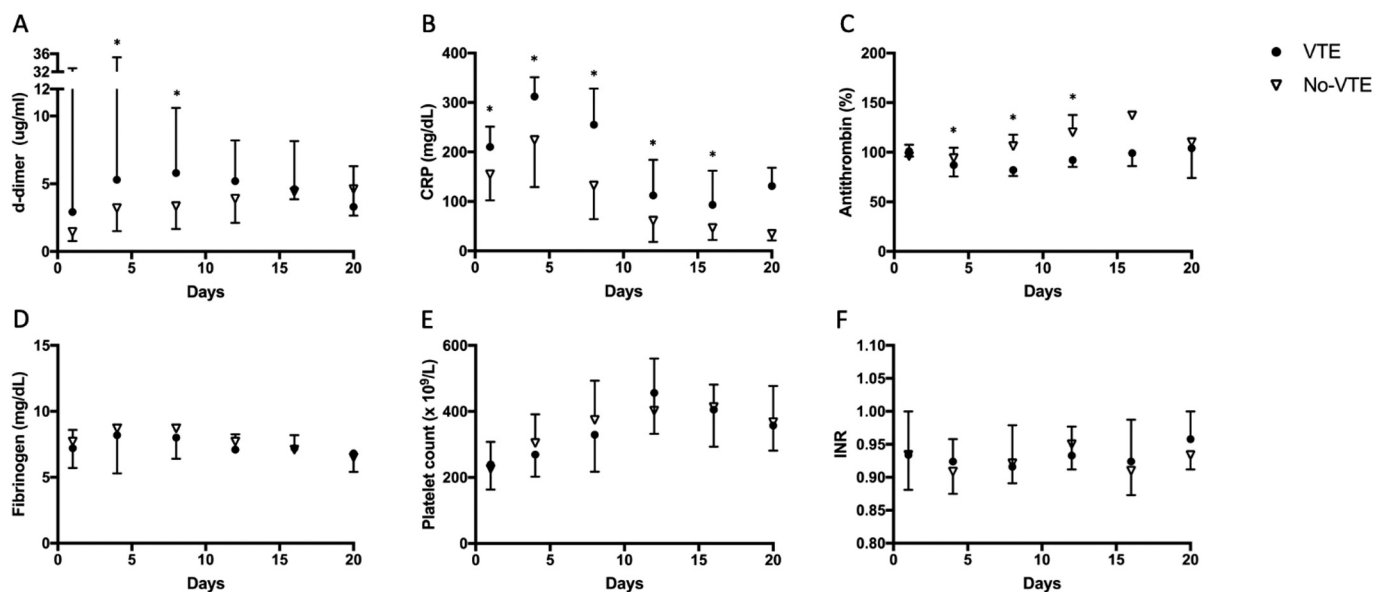 A
*
36
32
12
*
10
5
0
0 5 10 15 20
d-dimer (ug/ml)
Days
B
400
*
*
300
*
200
*
*
100
0
0 5 10 15 20
CRP (mg/dL)
Days
C
200
150
*
*
*
100
50
0
0 5 10 15 20
Antithrombin (%)
Days
VTE
No-VTE
D
15
10
5
0
0 5 10 15 20
Fibrinogen (mg/dL)
Days
E
600
400
200
0
0 5 10 15 20
Platelet count (x 10⁹/L)
Days
F
1.10
1.05
1.00
0.95
0.90
0.85
0.80
0 5 10 15 20
INR
Days